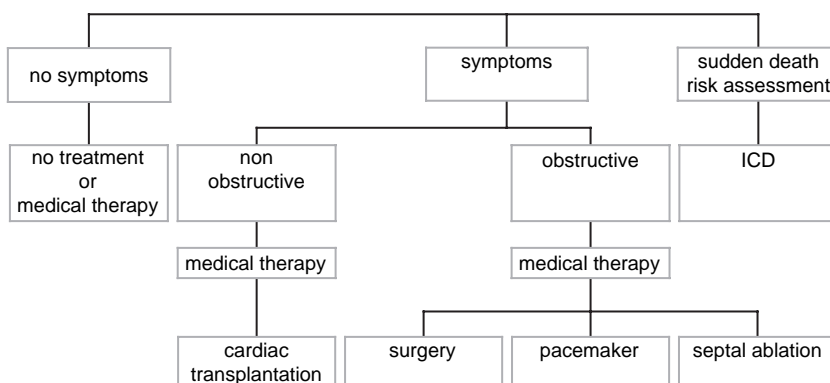 no symptoms
symptoms
sudden death
risk assessment
no treatment
or
medical therapy
non
obstructive
obstructive
ICD
medical therapy
medical therapy
cardiac
transplantation
surgery
pacemaker
septal ablation